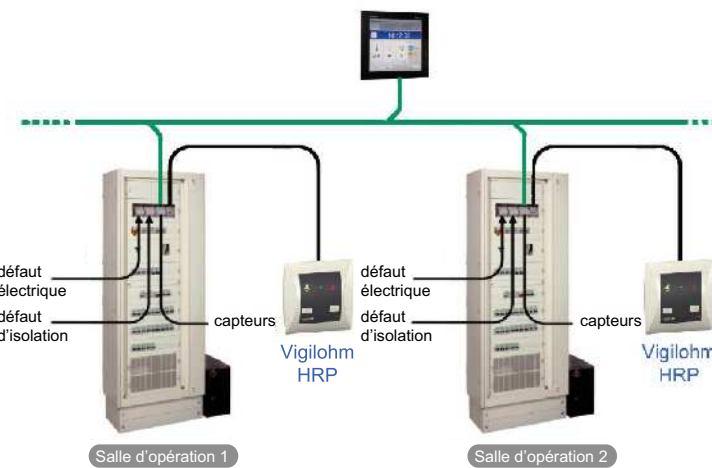 défaut
électrique
défaut
d'isolation
capteurs
Vigilohm
HRP
Salle d'opération 1
défaut
électrique
défaut
d'isolation
capteurs
Vigilohm
HRP
Salle d'opération 2